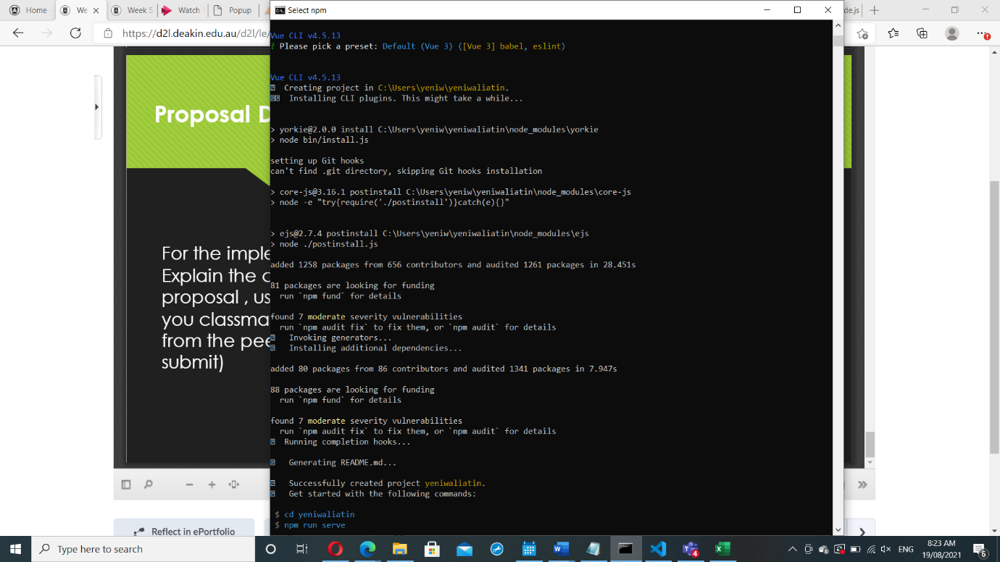 Home
We
Week 5
Watch
Popup
Select npm
de.js
https://d2l.deakin.edu.au/d2l/le/
Proposal D
For the imple
Explain the
proposal , us
you classma
from the pee
submit)
Reflect in ePortfolio
Vue CLI v4.5.13
? Please pick a preset: Default (Vue 3) ([Vue 3] babel, eslint)
Vue CLI v4.5.13
Creating project in C:\Users\yeniw\yeniwaliatin.
Installing CLI plugins. This might take a while...
> yorkie@2.0.0 install C:\Users\yeniw\yeniwaliatin\node_modules\yorkie
> node bin/install.js
setting up Git hooks
can't find .git directory, skipping Git hooks installation
> core-js@3.16.1 postinstall C:\Users\yeniw\yeniwaliatin\node_modules\core-js
> node -e "try{require('./postinstall')}catch(e){}"
> ejs@2.7.4 postinstall C:\Users\yeniw\yeniwaliatin\node_modules\ejs
> node ./postinstall.js
added 1258 packages from 656 contributors and audited 1261 packages in 28.451s
81 packages are looking for funding
run `npm fund` for details
found 7 moderate severity vulnerabilities
run `npm audit fix` to fix them, or `npm audit` for details
Invoking generators...
Installing additional dependencies...
added 80 packages from 86 contributors and audited 1341 packages in 7.947s
88 packages are looking for funding
run `npm fund` for details
found 7 moderate severity vulnerabilities
run `npm audit fix` to fix them, or `npm audit` for details
Running completion hooks...
Generating README.md...
Successfully created project yeniwaliatin.
Get started with the following commands:
$ cd yeniwaliatin
$ npm run serve
Type here to search
ENG
8:23 AM
19/08/2021
4
6